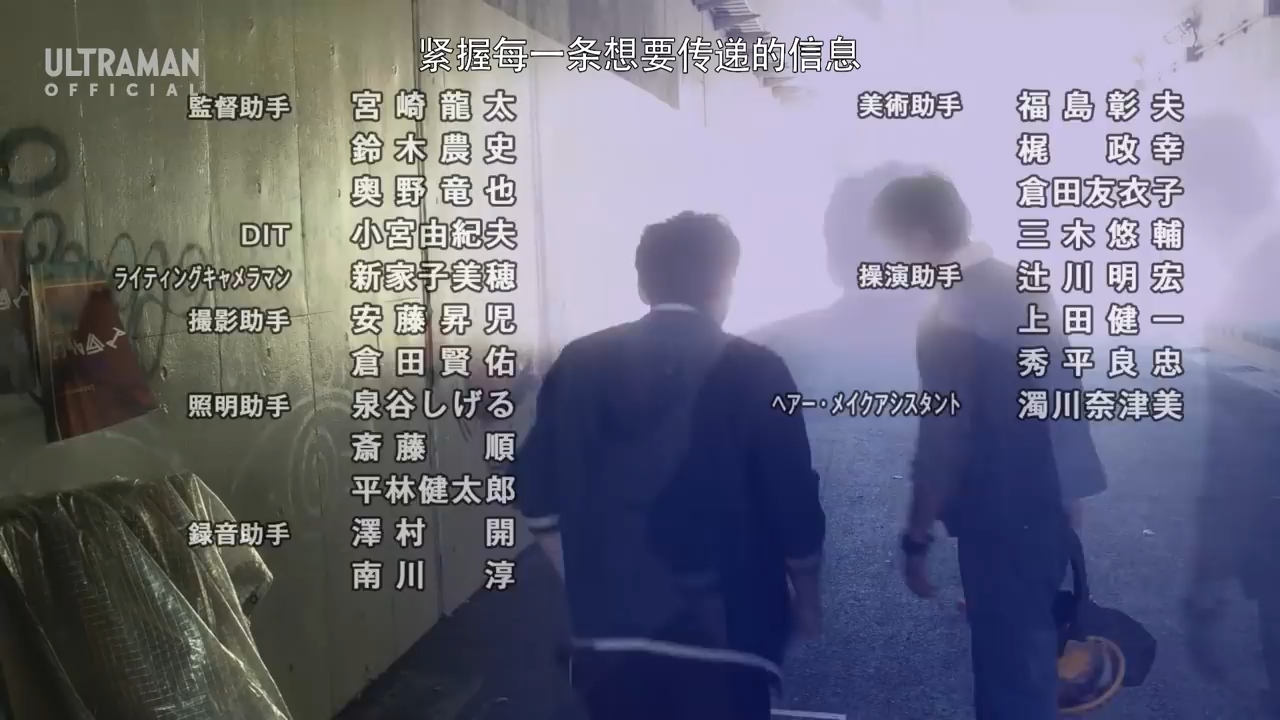 紧握每一条想要传递的信息
ULTRAMAN
OFFICIAL
監督助手 宮崎龍太
鈴木農史
奥野竜也
DIT 小宮由紀夫
ライティングキャメラマン 新家子美穂
撮影助手 安藤昇児
倉田賢佑
照明助手 泉谷しげる
斎藤順
平林健太郎
録音助手 澤村開
南川淳
美術助手 福島彰夫
梶政幸
倉田友衣子
三木悠輔
操演助手 辻川明宏
上田健一
秀平良忠
ヘアー・メイクアシスタント 濁川奈津美